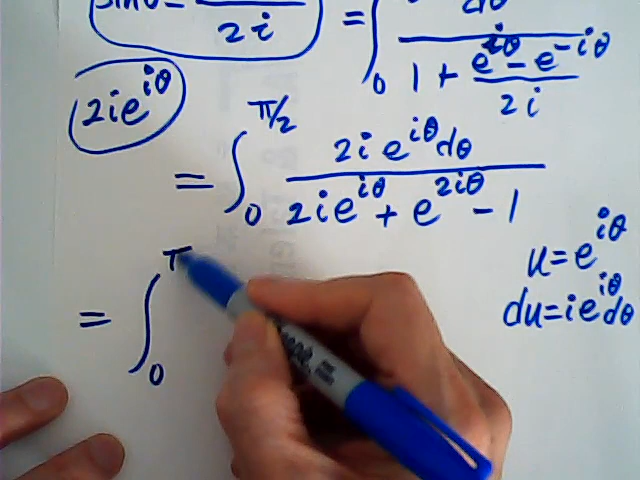 sinθ = ——— / 2i = ∫₀ dθ / (1 + (e^{iθ} - e^{-iθ})/2i)
2ie^{iθ}
= ∫₀^{π/2} 2i e^{iθ} dθ / (2ie^{iθ} + e^{2iθ} - 1)
u = e^{iθ}
= ∫₀^π
du = ie^{iθ}dθ